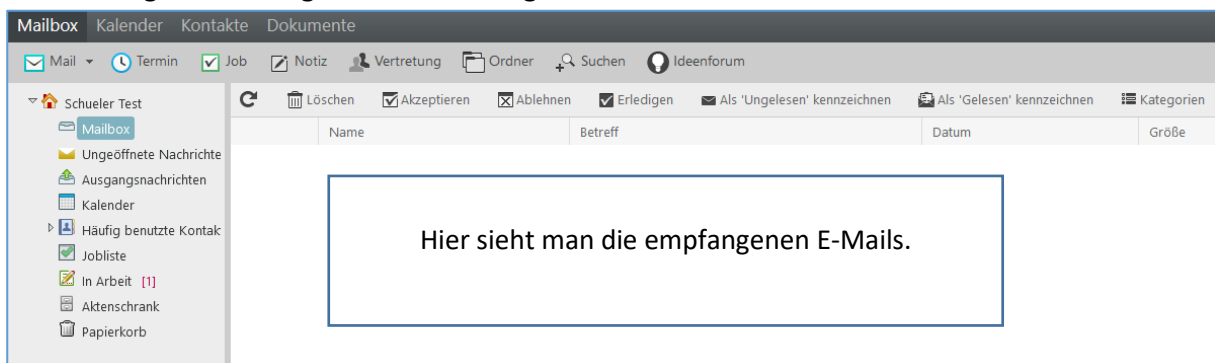 Mailbox Kalender Kontakte Dokumente
Mail Termin Job Notiz Vertretung Ordner Suchen Ideenforum
Schueler Test
Löschen Akzeptieren Ablehnen Erledigen Als 'Ungelesen' kennzeichnen Als 'Gelesen' kennzeichnen Kategorien
Mailbox
Name Betreff Datum Größe
Ungeöffnete Nachrichte
Ausgangsnachrichten
Kalender
Häufig benutzte Kontak
Jobliste
In Arbeit [1]
Aktenschrank
Papierkorb
Hier sieht man die empfangenen E-Mails.